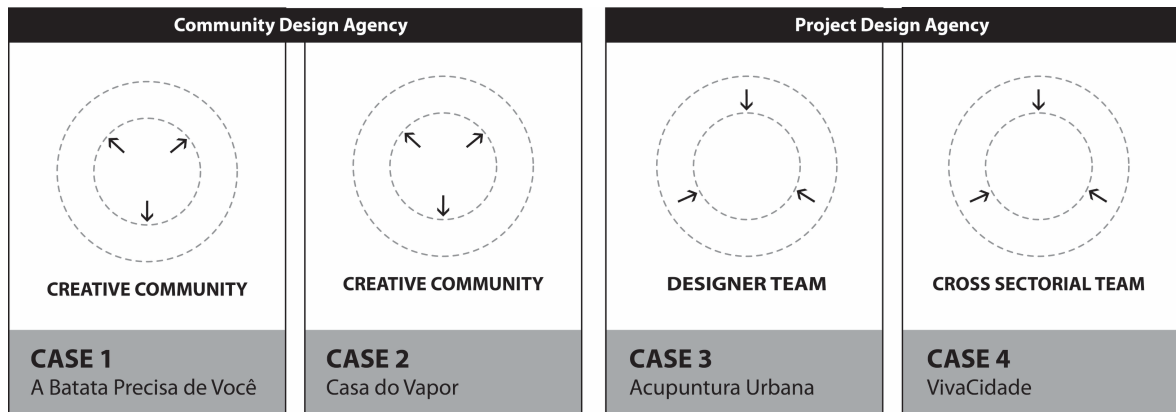 Community Design Agency
Project Design Agency
CREATIVE COMMUNITY
CREATIVE COMMUNITY
DESIGNER TEAM
CROSS SECTORIAL TEAM
CASE 1
A Batata Precisa de Você
CASE 2
Casa do Vapor
CASE 3
Acupuntura Urbana
CASE 4
VivaCidade